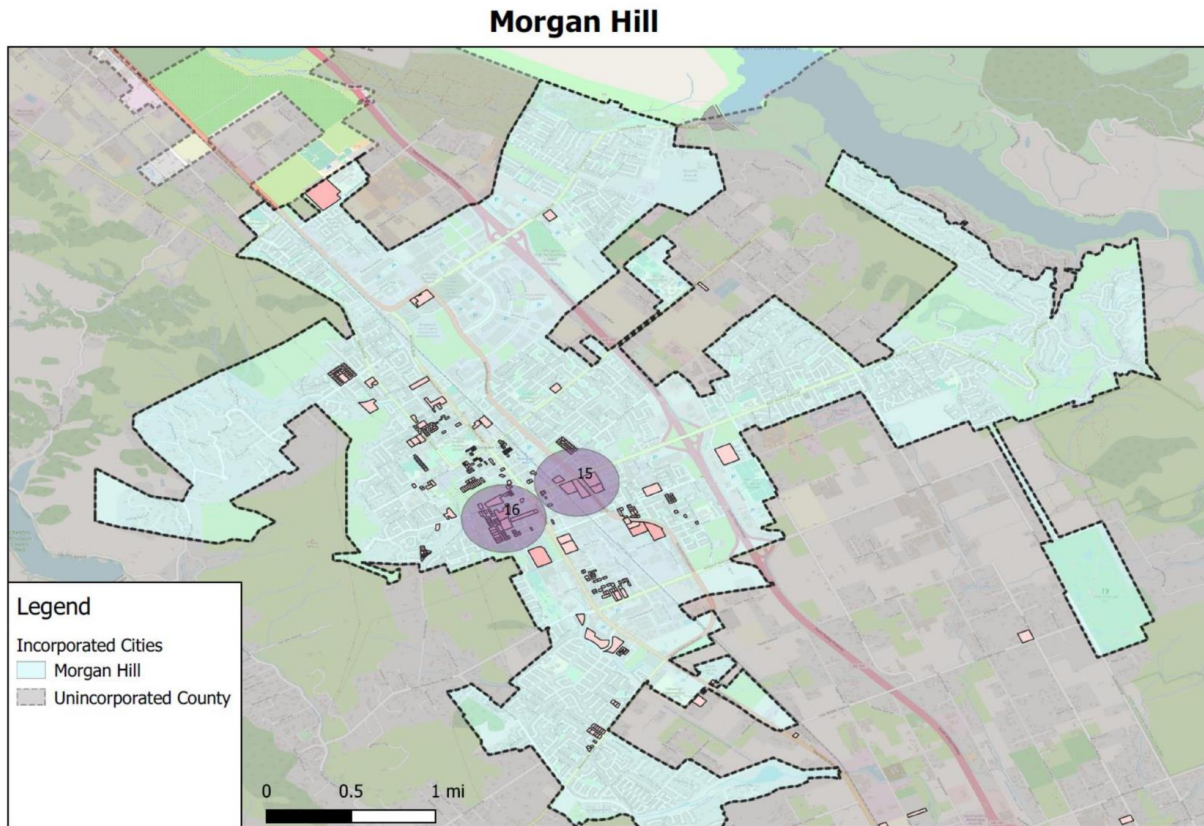 Morgan Hill
15
16
Legend
Incorporated Cities
Morgan Hill
Unincorporated County
0 0.5 1 mi